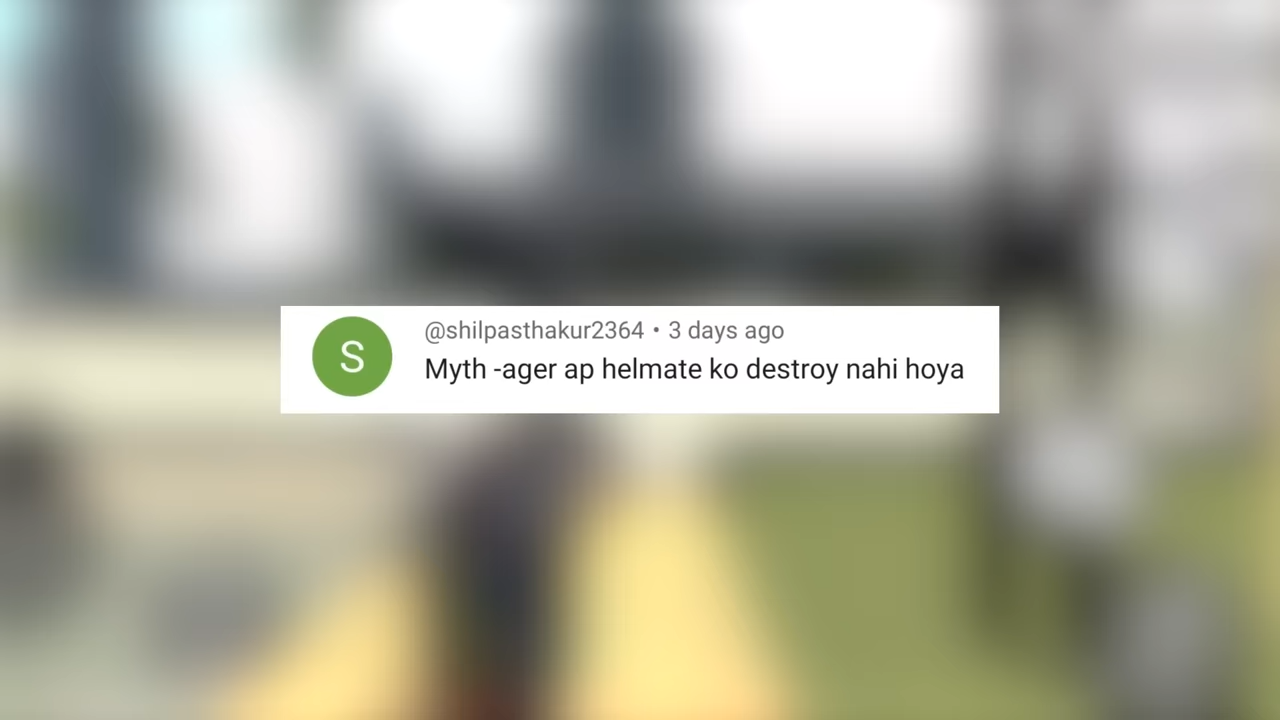 S
@shilpasthakur2364 • 3 days ago
Myth -ager ap helmate ko destroy nahi hoya